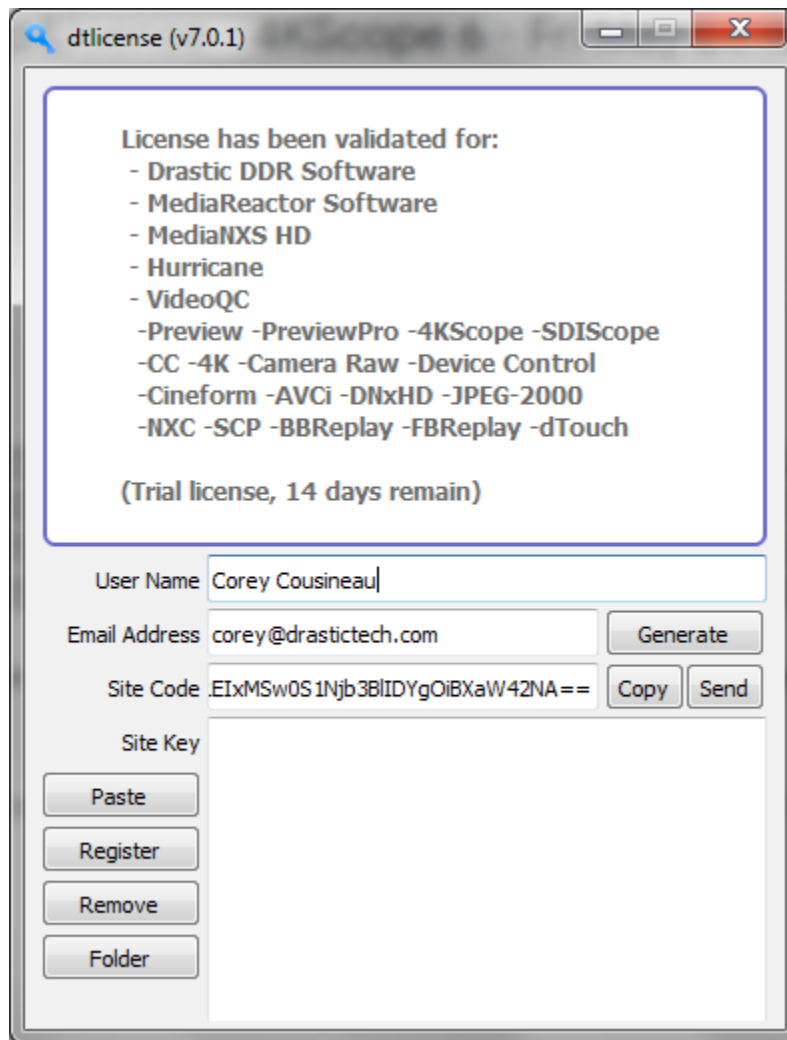 dtlicense (v7.0.1)
License has been validated for:
- Drastic DDR Software
- MediaReactor Software
- MediaNXS HD
- Hurricane
- VideoQC
-Preview -PreviewPro -4KScope -SDIScope
-CC -4K -Camera Raw -Device Control
-Cineform -AVCi -DNxHD -JPEG-2000
-NXC -SCP -BBReplay -FBReplay -dTouch
(Trial license, 14 days remain)
User Name Corey Cousineau
Email Address corey@drastictech.com Generate
Site Code .EIxMSw0S1Njb3BlIDYgOiBXaW42NA== Copy Send
Site Key
Paste
Register
Remove
Folder